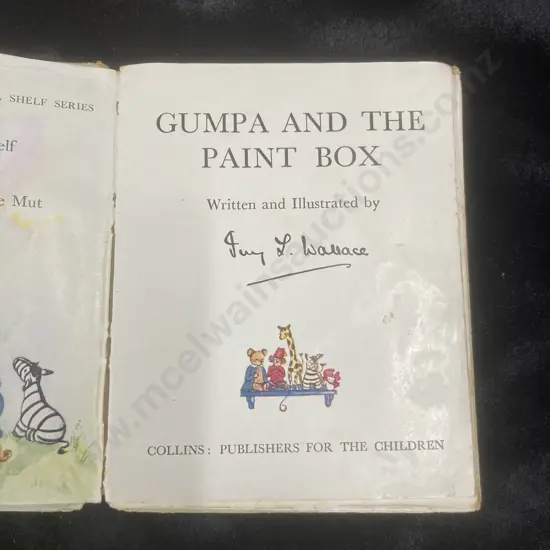 SHELF SERIES
elf
e Mut
GUMPA AND THE
PAINT BOX
Written and Illustrated by
Ivy L. Wallace
COLLINS: PUBLISHERS FOR THE CHILDREN
www.mcelwainsauctions.co.nz